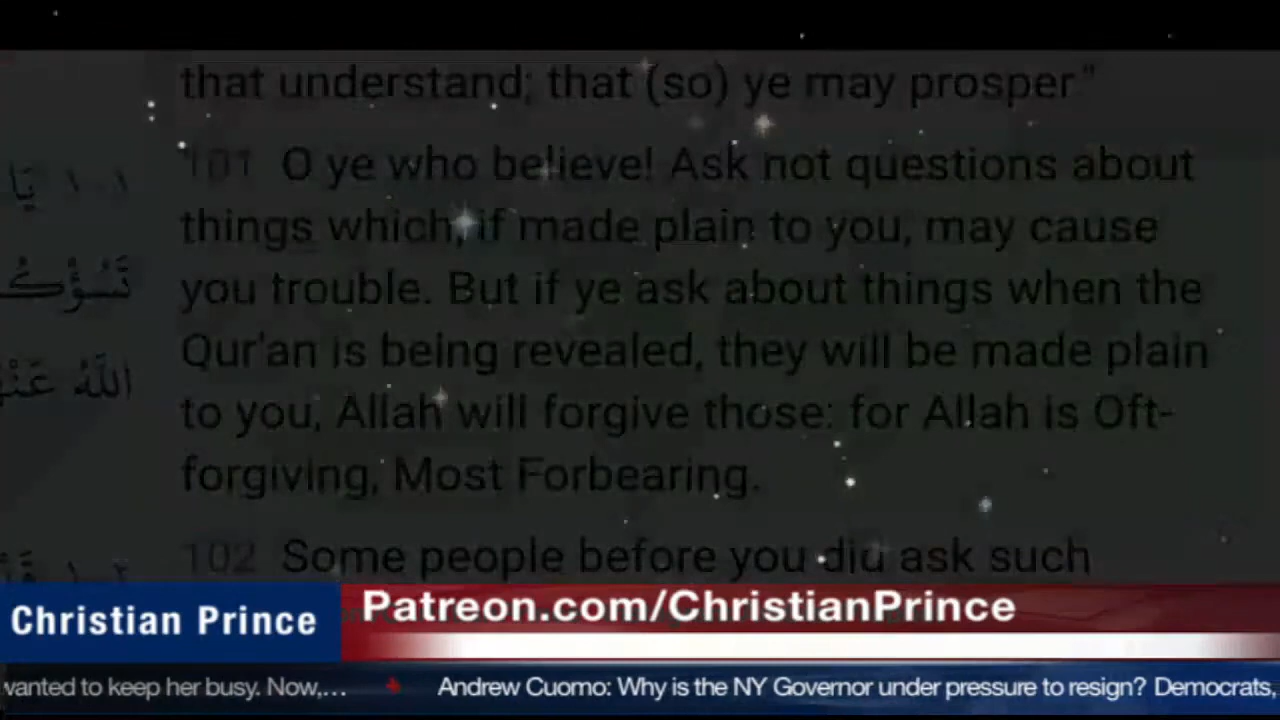 that understand; that (so) ye may prosper"
101 O ye who believe! Ask not questions about
things which, if made plain to you, may cause
you trouble. But if ye ask about things when the
Qur'an is being revealed, they will be made plain
to you, Allah will forgive those: for Allah is Oft-
forgiving, Most Forbearing.
102 Some people before you did ask such
١٠١ يَا
تَسُؤْكُ
اللَّهُ عَنْهَ
Christian Prince
Patreon.com/ChristianPrince
wanted to keep her busy. Now,... Andrew Cuomo: Why is the NY Governor under pressure to resign? Democrats,